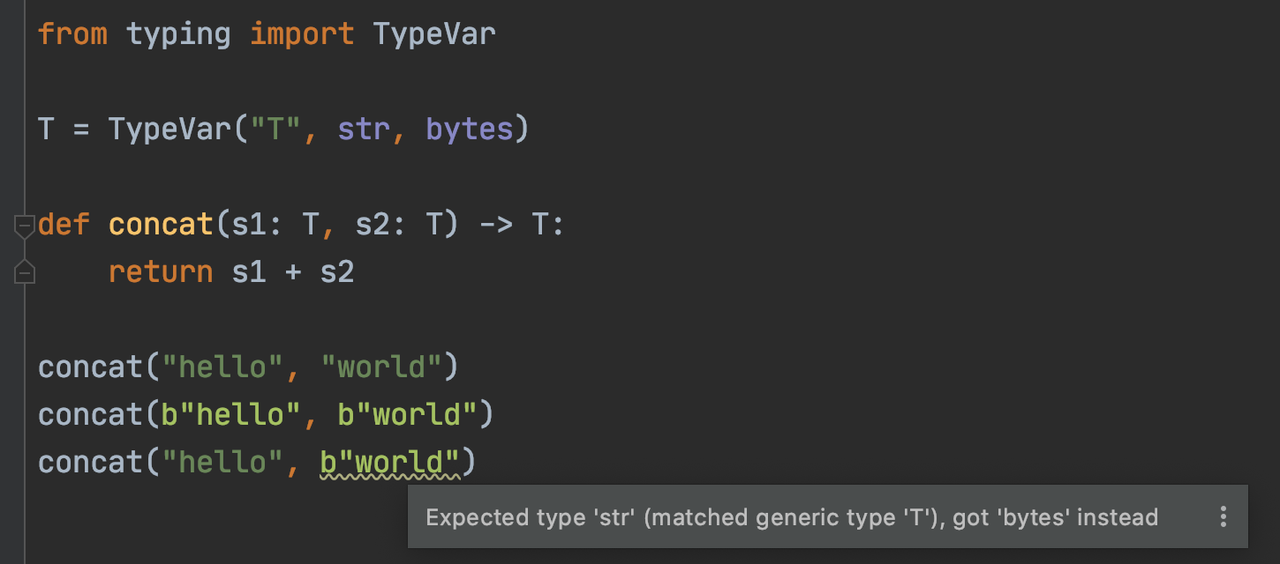 from typing import TypeVar
T = TypeVar("T", str, bytes)
def concat(s1: T, s2: T) -> T:
    return s1 + s2
concat("hello", "world")
concat(b"hello", b"world")
concat("hello", b"world")
Expected type 'str' (matched generic type 'T'), got 'bytes' instead